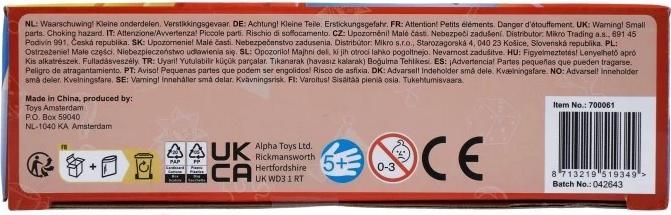 NL: Waarschuwing! Kleine onderdelen. Verstikkingsgevaar. DE: Achtung! Kleine Teile. Erstickungsgefahr. FR: Attention! Petits éléments. Danger d'étouffement. UK: Warning! Small
parts. Choking hazard. IT: Attenzione/Avvertenza! Piccole parti. Rischio di soffocamento. CZ: Upozornění! Malé části. Nebezpečí zadušení. Distributor: Mikro Trading a.s., 691 45
Podivín 991, Česká republika. SK: Upozornenie! Malé časti. Nebezpečenstvo zadusenia. Distributor: Mikro s.r.o., Starozagorská 4, 040 23 Košice, Slovenská republika. PL:
Ostrzeżenie! Małe części. Niebezpieczeństwo udławienia się. SLO: Opozorilo! Majhni deli, ki jih otroci lahko pogoltnejo. Nevarnost zadušitve. HU: Figyelmeztetés! Lenyelhető apró
Kis alkatrészek. Fulladásveszély. TR: Uyarı! Yutulabilir küçük parçalar. Tıkanarak (havasız kalarak) Boğulma Tehlikesi. ES: ¡Advertencia! Partes pequeñas que pueden tragarse.
Peligro de atragantamiento. PT: Aviso! Pequenas partes que podem ser engolidos. Risco de asfixia. DK: Advarsel! Indeholder små dele. Kvælningsfare. NO: Advarsel! Inneholder
små deler. Kvelningsfare. SE: Varning! Innehåller små delar. Kvävningsrisk. FI: Varoitus! Sisältää pieniä osia. Tukehtumisvaara.
Made in China, produced by:
Toys Amsterdam
P.O. Box 59040
NL-1040 KA Amsterdam
FR
20
PAP
PP
UK
CA
Alpha Toys Ltd.
Rickmansworth
Hertfordshire
UK WD3 1 RT
5+
0-3
CE
Item No.: 700061
8 713219 519349 >
Batch No.: 042643